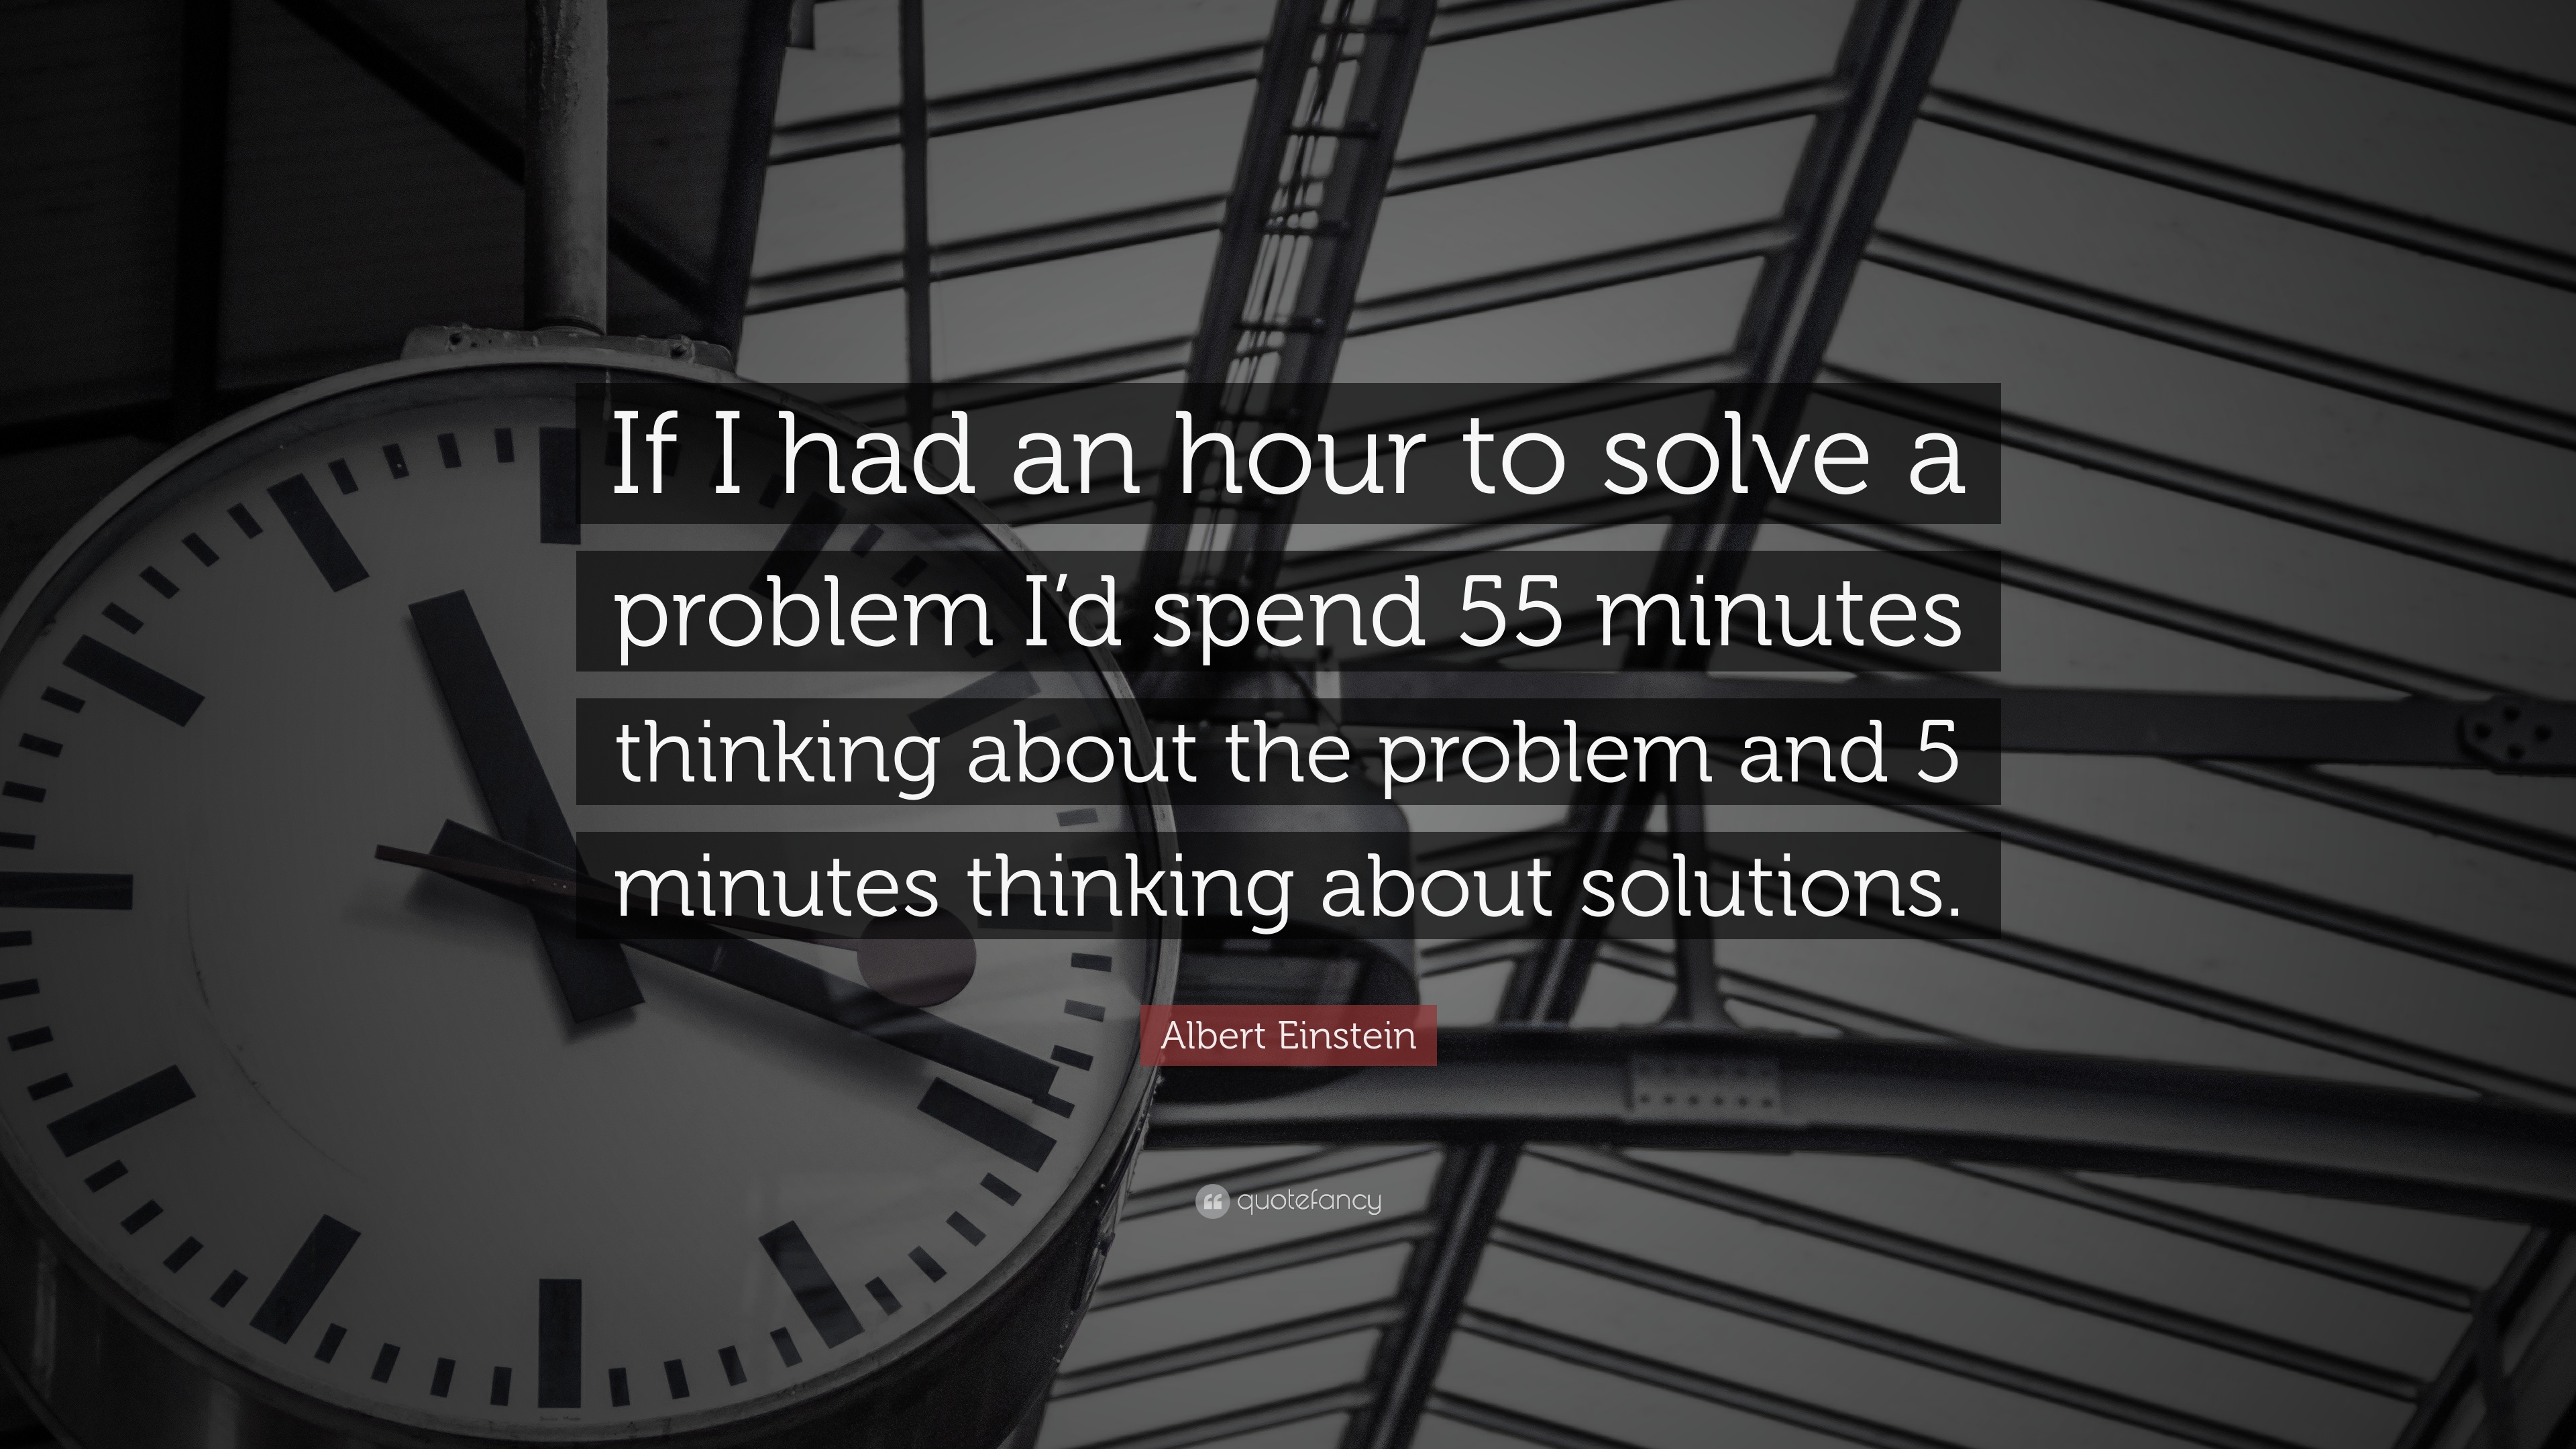 If I had an hour to solve a
problem I’d spend 55 minutes
thinking about the problem and 5
minutes thinking about solutions.
Albert Einstein
quotefancy